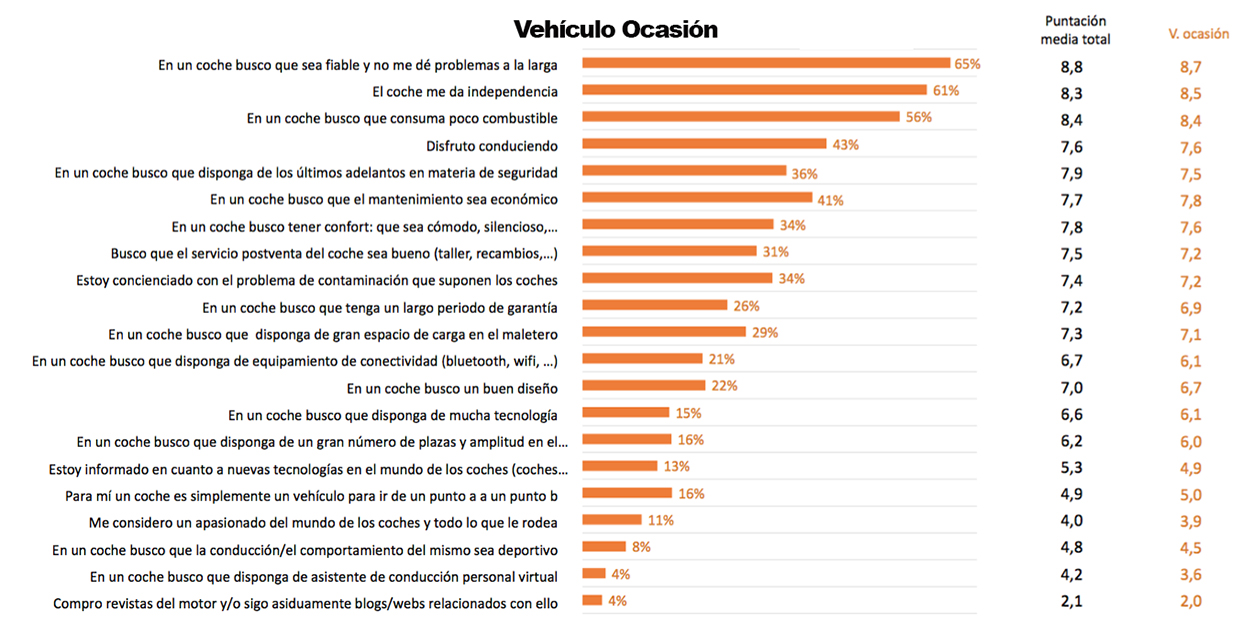 Vehículo Ocasión
Puntación
media total
V. ocasión
En un coche busco que sea fiable y no me dé problemas a la larga 65% 8,8 8,7
El coche me da independencia 61% 8,3 8,5
En un coche busco que consuma poco combustible 56% 8,4 8,4
Disfruto conduciendo 43% 7,6 7,6
En un coche busco que disponga de los últimos adelantos en materia de seguridad 36% 7,9 7,5
En un coche busco que el mantenimiento sea económico 41% 7,7 7,8
En un coche busco tener confort: que sea cómodo, silencioso,... 34% 7,8 7,6
Busco que el servicio postventa del coche sea bueno (taller, recambios,...) 31% 7,5 7,2
Estoy concienciado con el problema de contaminación que suponen los coches 34% 7,4 7,2
En un coche busco que tenga un largo periodo de garantía 26% 7,2 6,9
En un coche busco que disponga de gran espacio de carga en el maletero 29% 7,3 7,1
En un coche busco que disponga de equipamiento de conectividad (bluetooth, wifi, ...) 21% 6,7 6,1
En un coche busco un buen diseño 22% 7,0 6,7
En un coche busco que disponga de mucha tecnología 15% 6,6 6,1
En un coche busco que disponga de un gran número de plazas y amplitud en el... 16% 6,2 6,0
Estoy informado en cuanto a nuevas tecnologías en el mundo de los coches (coches... 13% 5,3 4,9
Para mí un coche es simplemente un vehículo para ir de un punto a a un punto b 16% 4,9 5,0
Me considero un apasionado del mundo de los coches y todo lo que le rodea 11% 4,0 3,9
En un coche busco que la conducción/el comportamiento del mismo sea deportivo 8% 4,8 4,5
En un coche busco que disponga de asistente de conducción personal virtual 4% 4,2 3,6
Compro revistas del motor y/o sigo asiduamente blogs/webs relacionados con ello 4% 2,1 2,0